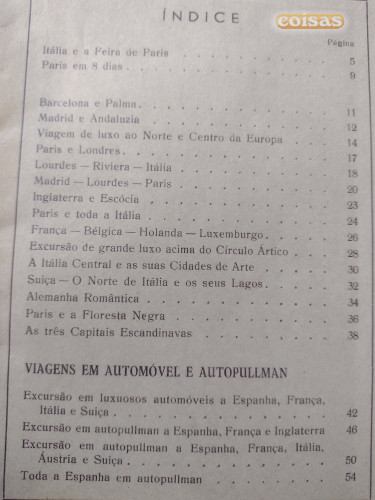 coisas
ÍNDICE
Página
Itália e a Feira de Paris . . . . . . 5
Paris em 8 dias . . . . . . . 9
Barcelona e Palma . . . . . . . 11
Madrid e Andaluzia . . . . . . . 12
Viagem de luxo ao Norte e Centro da Europa . . . 14
Paris e Londres . . . . . . . . 17
Lourdes — Riviera — Itália . . . . . . 18
Madrid — Lourdes — Paris . . . . . . 20
Inglaterra e Escócia . . . . . . . 23
Paris e toda a Itália . . . . . . . 24
França — Bélgica — Holanda — Luxemburgo . . . 26
Excursão de grande luxo acima do Círculo Ártico . . 28
A Itália Central e as suas Cidades de Arte . . . 30
Suíça — O Norte de Itália e os seus Lagos . . . 32
Alemanha Romântica . . . . . . . 34
Paris e a Floresta Negra . . . . . . 36
As três Capitais Escandinavas . . . . . 38
VIAGENS EM AUTOMÓVEL E AUTOPULLMAN
Excursão em luxuosos automóveis a Espanha, França,
Itália e Suíça . . . . . . . . 42
Excursão em autopullman a Espanha, França e Inglaterra 46
Excursão em autopullman a Espanha, França, Itália,
Áustria e Suíça . . . . . . . . 50
Toda a Espanha em autopullman . . . . . 54